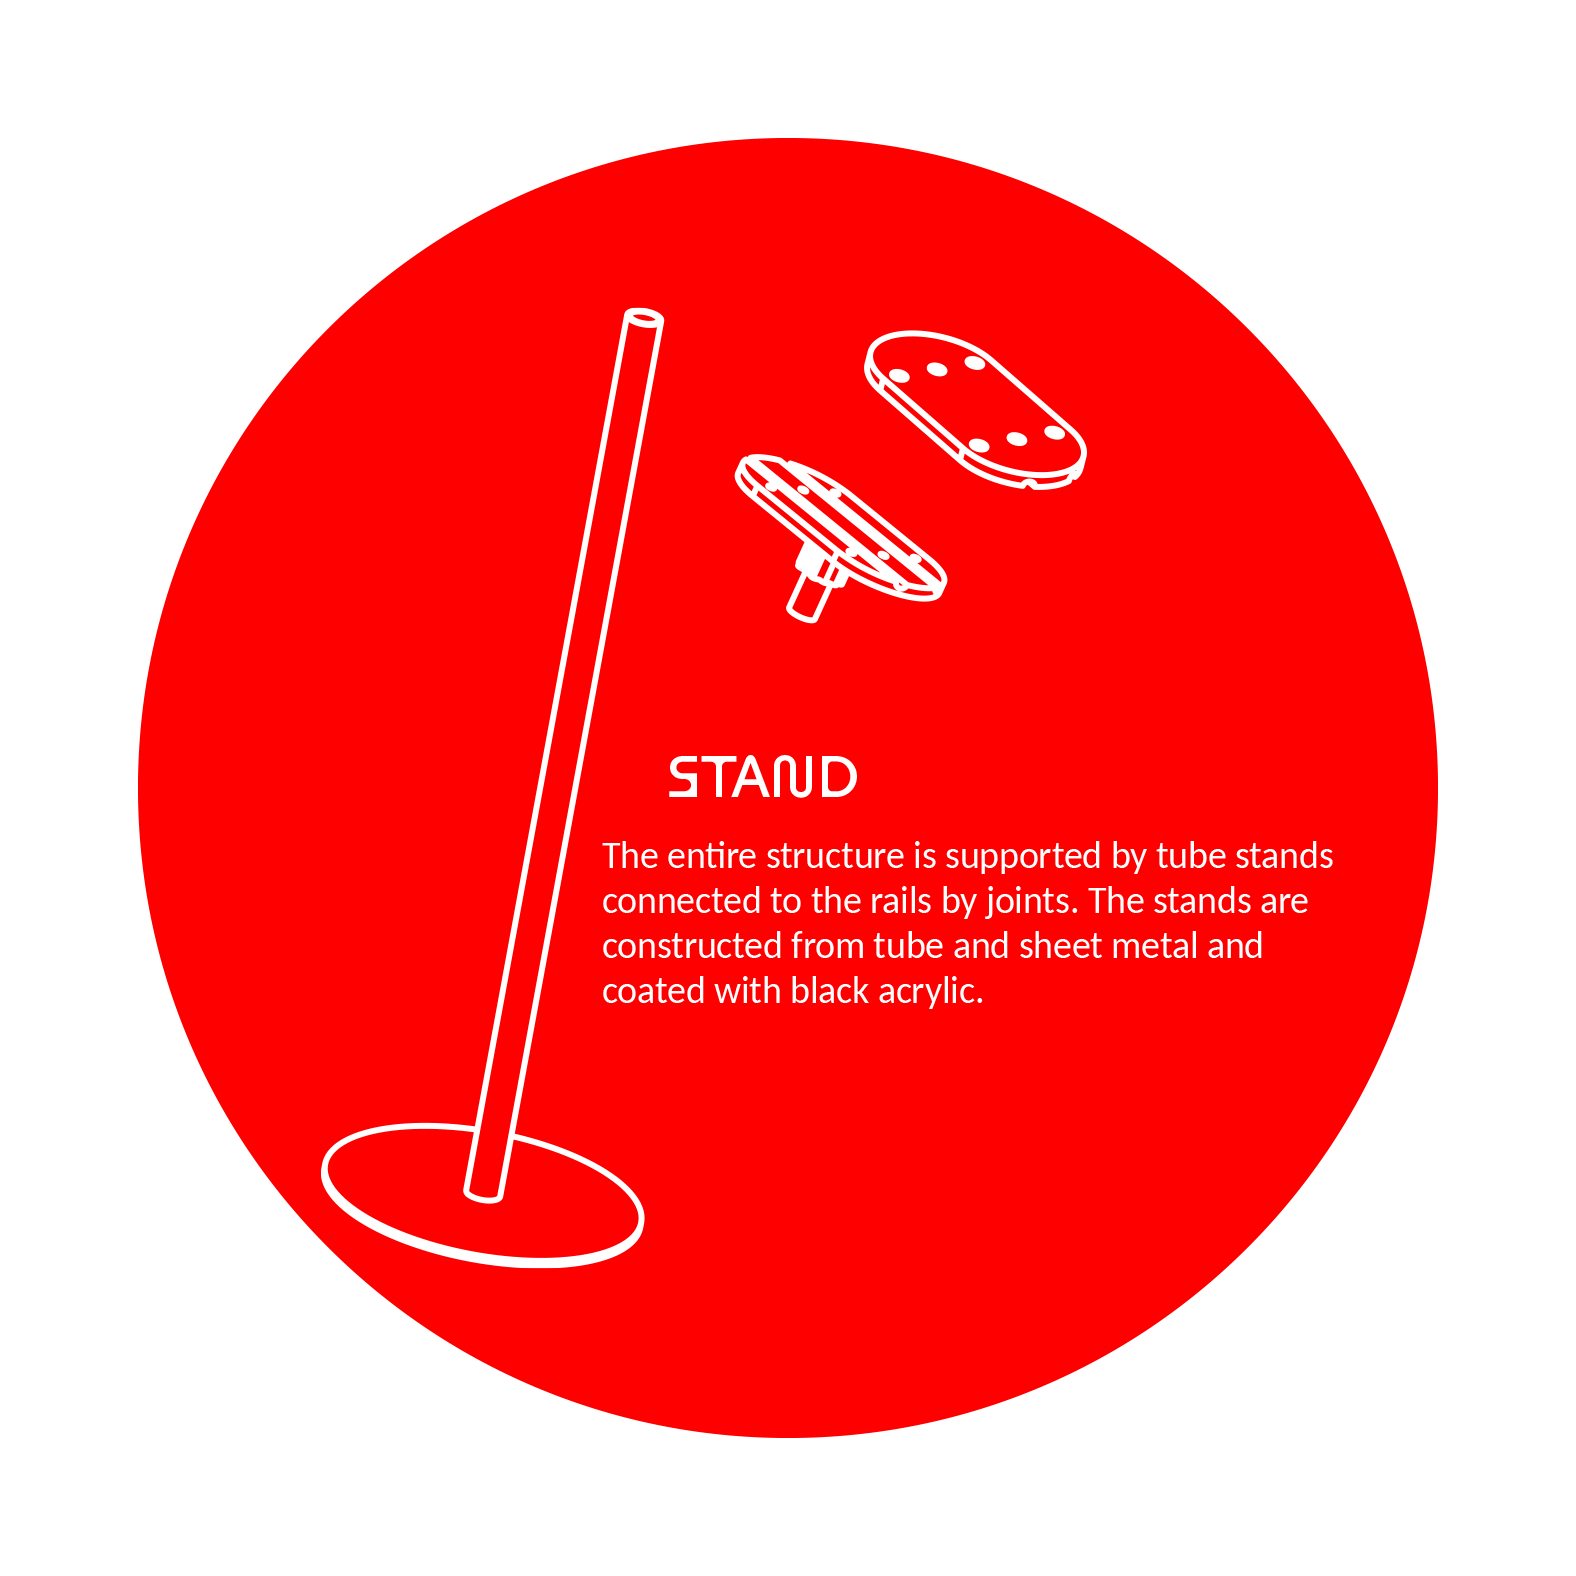 STAND
The entire structure is supported by tube stands
connected to the rails by joints. The stands are
constructed from tube and sheet metal and
coated with black acrylic.